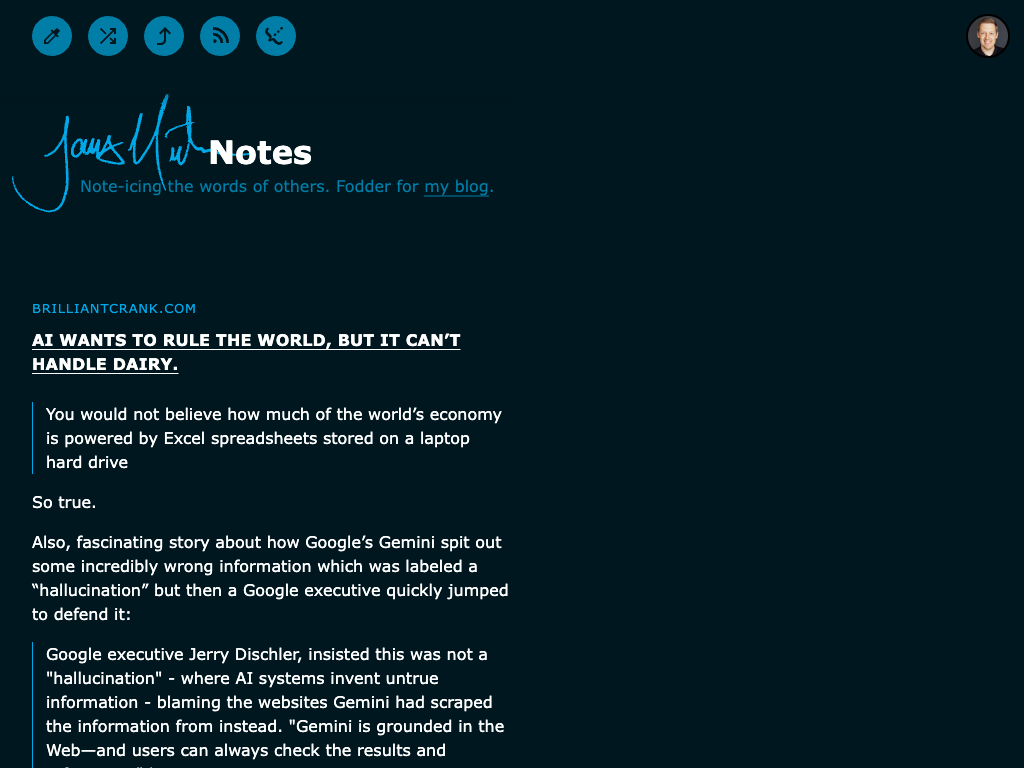 Notes
Note-icing the words of others. Fodder for my blog.
BRILLIANTCRANK.COM
AI WANTS TO RULE THE WORLD, BUT IT CAN’T
HANDLE DAIRY.
You would not believe how much of the world’s economy
is powered by Excel spreadsheets stored on a laptop
hard drive
So true.
Also, fascinating story about how Google’s Gemini spit out
some incredibly wrong information which was labeled a
“hallucination” but then a Google executive quickly jumped
to defend it:
Google executive Jerry Dischler, insisted this was not a
"hallucination" - where AI systems invent untrue
information - blaming the websites Gemini had scraped
the information from instead. "Gemini is grounded in the
Web—and users can always check the results and